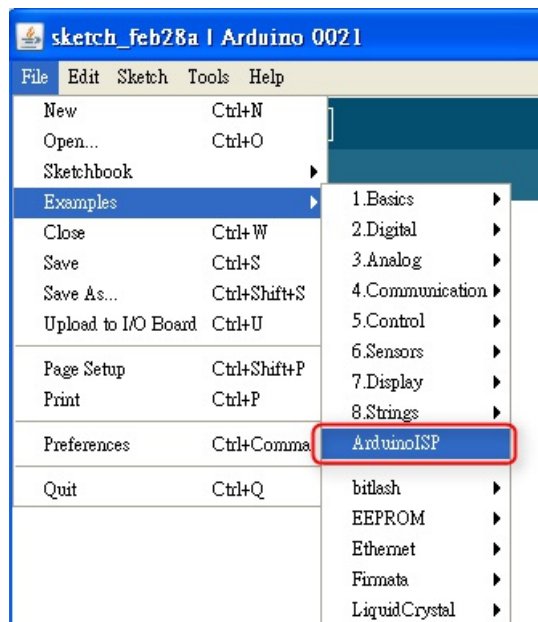 sketch_feb28a | Arduino 0021
File Edit Sketch Tools Help
New Ctrl+N
Open... Ctrl+O
Sketchbook
Examples
Close Ctrl+W
Save Ctrl+S
Save As... Ctrl+Shift+S
Upload to I/O Board Ctrl+U
Page Setup Ctrl+Shift+P
Print Ctrl+P
Preferences Ctrl+Comma
Quit Ctrl+Q
1.Basics
2.Digital
3.Analog
4.Communication
5.Control
6.Sensors
7.Display
8.Strings
ArduinoISP
bitlash
EEPROM
Ethernet
Firmata
LiquidCrystal